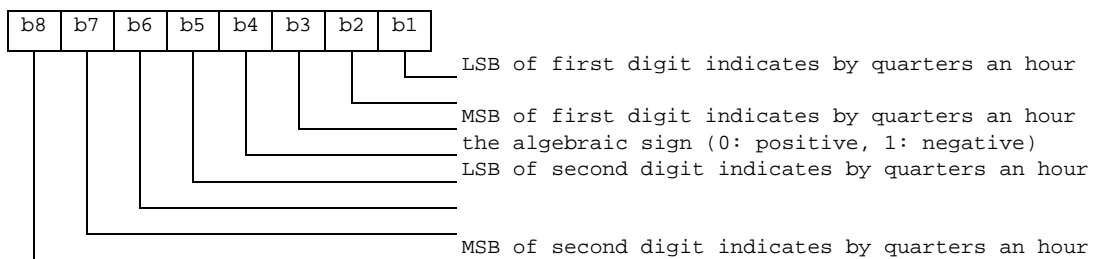 b8 b7 b6 b5 b4 b3 b2 b1
LSB of first digit indicates by quarters an hour
MSB of first digit indicates by quarters an hour
the algebraic sign (0: positive, 1: negative)
LSB of second digit indicates by quarters an hour
MSB of second digit indicates by quarters an hour